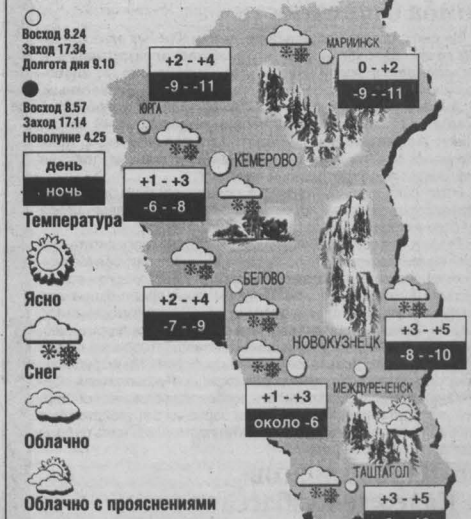 Восход 8.24
Заход 17.34
Долгота дня 9.10
Восход 8.57
Заход 17.14
Новолуние 4.25
день
ночь
Температура
Ясно
Снег
Облачно
Облачно с прояснениями
+2 - +4
-9 - -11
МАРИИНСК
0 - +2
-9 - -11
ЮРГА
КЕМЕРОВО
+1 - +3
-6 - -8
БЕЛОВО
+2 - +4
-7 - -9
+3 - +5
-8 - -10
НОВОКУЗНЕЦК
МЕЖДУРЕЧЕНСК
+1 - +3
около -6
ТАШТАГОЛ
+3 - +5